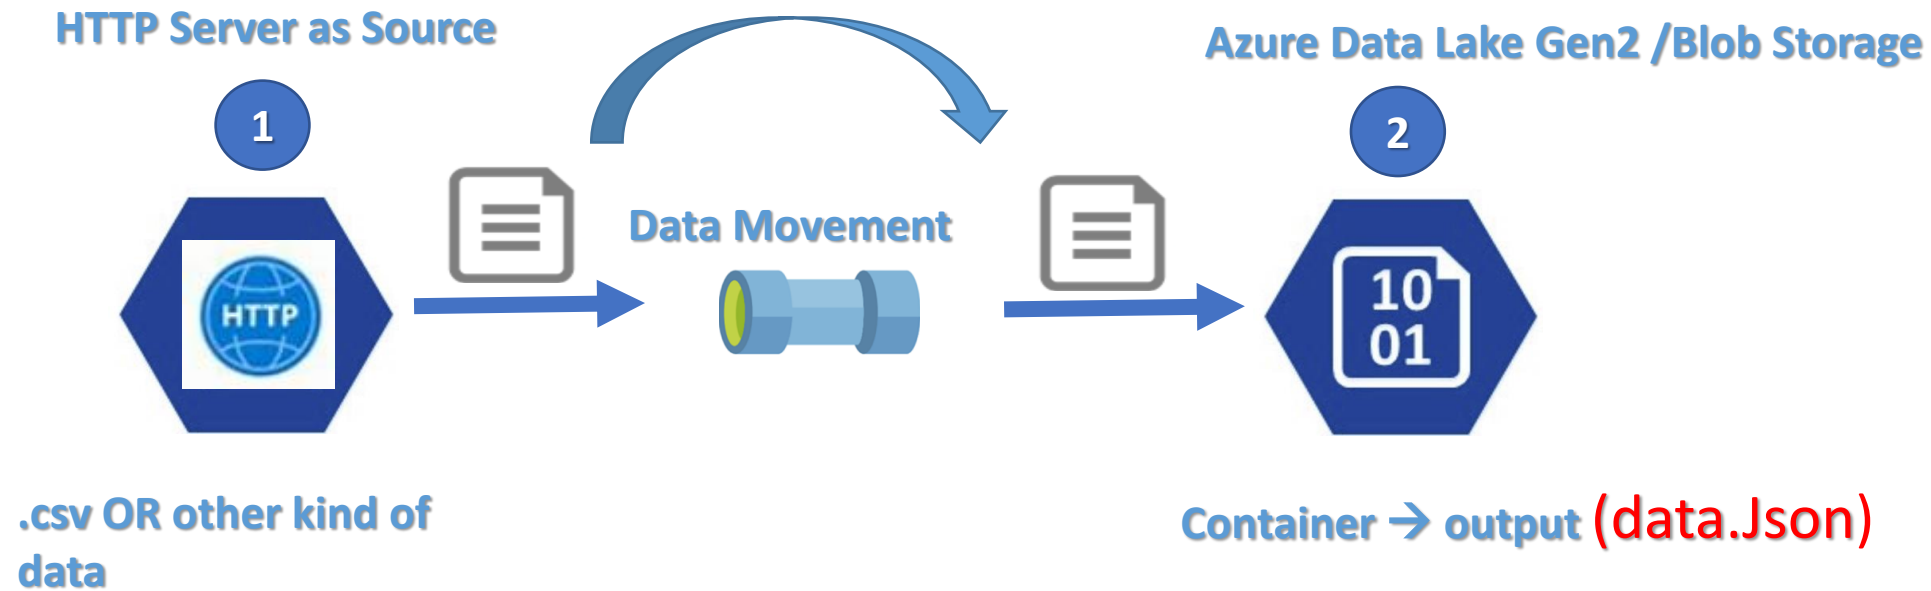 HTTP Server as Source
Azure Data Lake Gen2 /Blob Storage
1
2
Data Movement
HTTP
10
01
.csv OR other kind of
data
Container → output (data.Json)